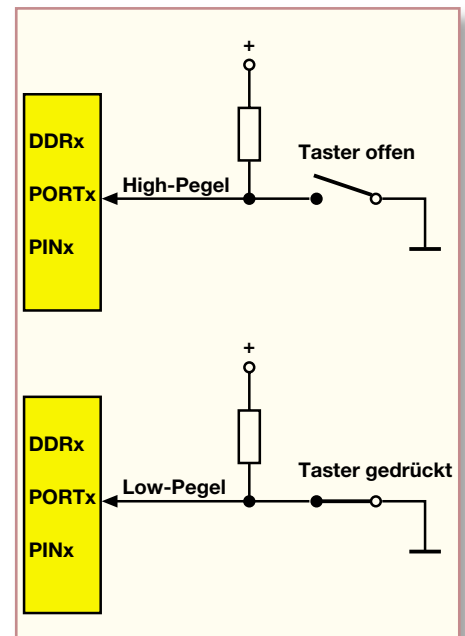 +
DDRx
Taster offen
High-Pegel
PORTx
PINx
+
DDRx
Taster gedrückt
Low-Pegel
PORTx
PINx